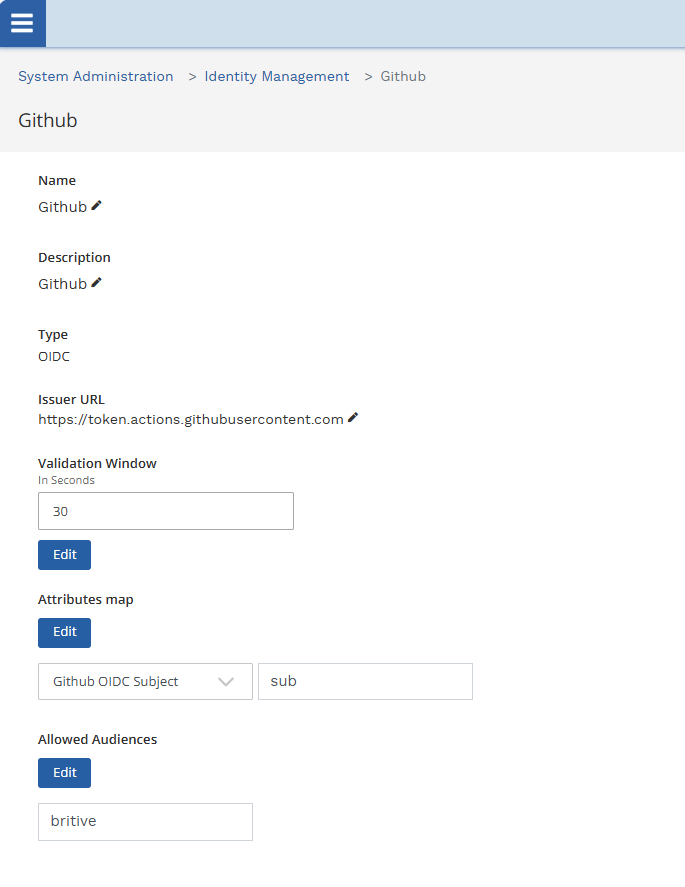 System Administration > Identity Management > Github
Github
Name
Github
Description
Github
Type
OIDC
Issuer URL
https://token.actions.githubusercontent.com
Validation Window
In Seconds
30
Edit
Attributes map
Edit
Github OIDC Subject sub
Allowed Audiences
Edit
britive